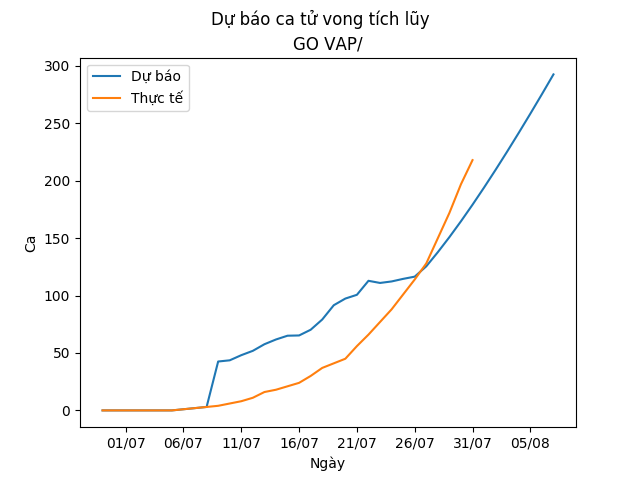 Dự báo ca tử vong tích lũy
GO VAP/
Dự báo
Thực tế
300
250
200
150
100
50
0
Ca
01/07 06/07 11/07 16/07 21/07 26/07 31/07 05/08
Ngày